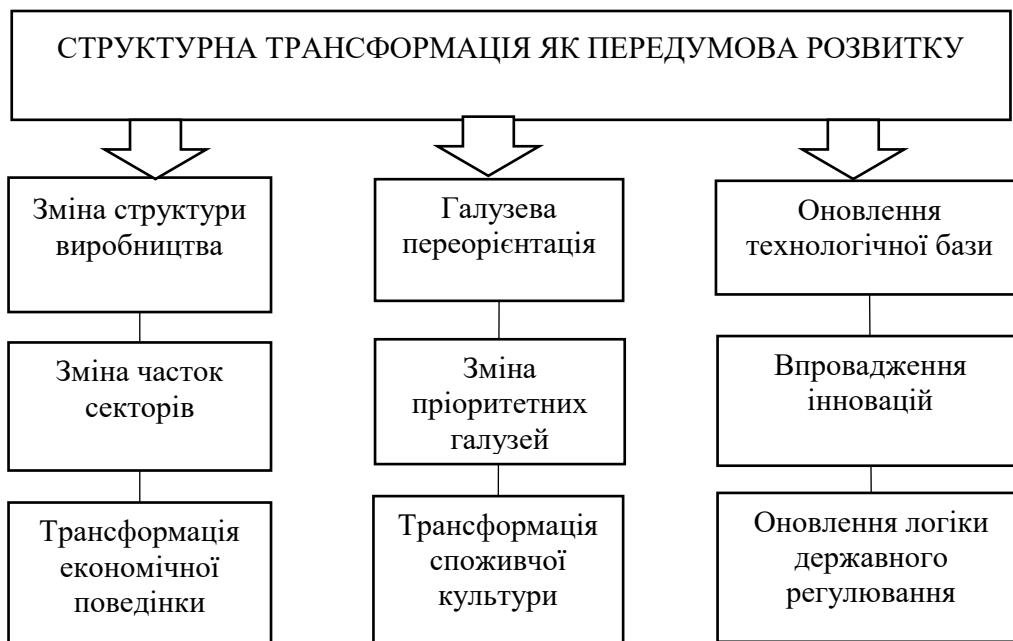 СТРУКТУРНА ТРАНСФОРМАЦІЯ ЯК ПЕРЕДУМОВА РОЗВИТКУ
Зміна структури
виробництва
Галузева
переорієнтація
Оновлення
технологічної бази
Зміна часток
секторів
Зміна
пріоритетних
галузей
Впровадження
інновацій
Трансформація
економічної
поведінки
Трансформація
споживчої
культури
Оновлення логіки
державного
регулювання